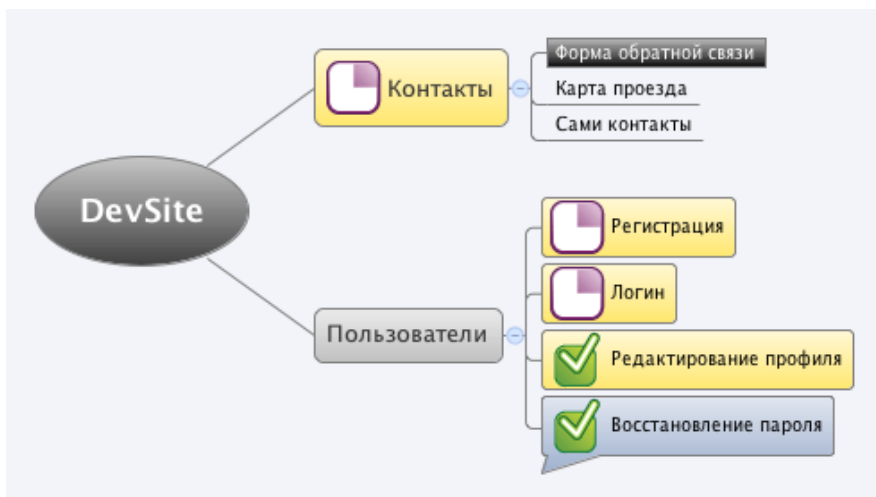 DevSite
Контакты
Форма обратной связи
Карта проезда
Сами контакты
Пользователи
Регистрация
Логин
Редактирование профиля
Восстановление пароля